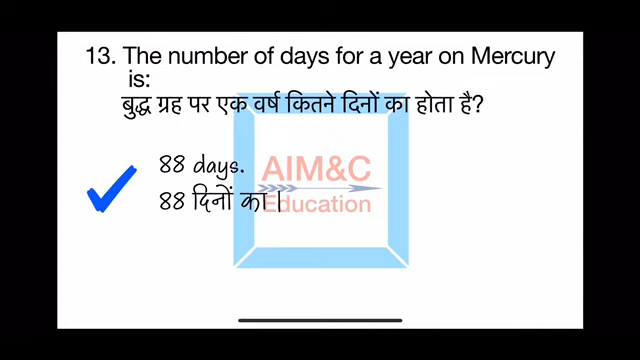 13. The number of days for a year on Mercury
is:
बुद्ध ग्रह पर एक वर्ष कितने दिनों का होता है?
88 days.
AIM&C
88 दिनों का |
Education